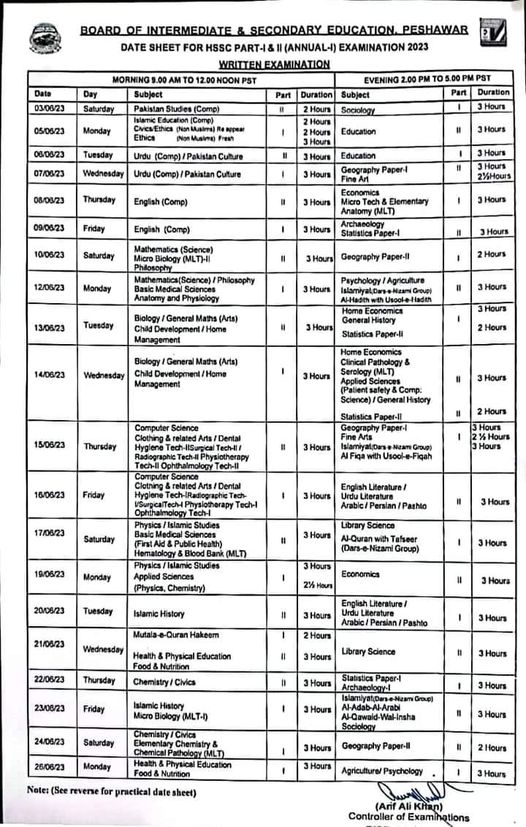 BOARD OF INTERMEDIATE & SECONDARY EDUCATION, PESHAWAR
DATE SHEET FOR HSSC PART-I & II (ANNUAL-I) EXAMINATION 2023
WRITTEN EXAMINATION
MORNING 9.00 AM TO 12.00 NOON PST EVENING 2.00 PM TO 5.00 PM PST
Date Day Subject Part Duration Subject Part Duration
03/06/23 Saturday Pakistan Studies (Comp) II 2 Hours Sociology I 3 Hours
Islamic Education (Comp) 2 Hours
05/06/23 Monday Civics/Ethics (Non Muslims) Re appear I 2 Hours Education II 3 Hours
Ethics (Non Muslims) Fresh 3 Hours
06/06/23 Tuesday Urdu (Comp) / Pakistan Culture II 3 Hours Education I 3 Hours
07/06/23 Wednesday Urdu (Comp) / Pakistan Culture I 3 Hours Geography Paper-I II 3 Hours
Fine Art 2½Hours
Economics
08/06/23 Thursday English (Comp) II 3 Hours Micro Tech & Elementary I 3 Hours
Anatomy (MLT)
09/06/23 Friday English (Comp) I 3 Hours Archaeology
Statistics Paper-I II 3 Hours
Mathematics (Science)
10/06/23 Saturday Micro Biology (MLT)-II II 3 Hours Geography Paper-II I 2 Hours
Philosophy
Mathematics(Science) / Philosophy Psychology / Agriculture
12/06/23 Monday Basic Medical Sciences I 3 Hours Islamiyat(Dars-e-Nizami Group) II 3 Hours
Anatomy and Physiology Al-Hadith with Usool-e-Hadith
Home Economics 3 Hours
Biology / General Maths (Arts) General History I
13/06/23 Tuesday Child Development / Home II 3 Hours 2 Hours
Management Statistics Paper-II
Home Economics
Biology / General Maths (Arts) I Clinical Pathology &
14/06/23 Wednesday Child Development / Home 3 Hours Serology (MLT) II 3 Hours
Management Applied Sciences
(Patient safety & Comp:
Science) / General History
Statistics Paper-II II 2 Hours
Computer Science Geography Paper-I 3 Hours
Clothing & related Arts / Dental Fine Arts I 2 ½ Hours
15/06/23 Thursday Hygiene Tech-IISurgical Tech-II / II 3 Hours Islamiyat(Dars-e-Nizami Group) 3 Hours
Radiographic Tech-II Physiotherapy Al Fiqa with Usool-e-Fiqah
Tech-II Ophthalmology Tech-II
Computer Science
Clothing & related Arts / Dental English Literature /
16/06/23 Friday Hygiene Tech-IRadiographic Tech- I 3 Hours Urdu Literature II 3 Hours
I/SurgicalTech-I Physiotherapy Tech-I Arabic / Persian / Pashto
Ophthalmology Tech-I
Physics / Islamic Studies Library Science
17/06/23 Saturday Basic Medical Sciences II 3 Hours Al-Quran with Tafseer I 3 Hours
(First Aid & Public Health) (Dars-e-Nizami Group)
Hematology & Blood Bank (MLT)
Physics / Islamic Studies 3 Hours
19/06/23 Monday Applied Sciences I Economics II 3 Hours
(Physics, Chemistry) 2½ Hours
English Literature /
20/06/23 Tuesday Islamic History II 3 Hours Urdu Literature I 3 Hours
Arabic / Persian / Pashto
Mutala-e-Quran Hakeem I 2 Hours
21/06/23 Wednesday Health & Physical Education II 3 Hours Library Science II 3 Hours
Food & Nutrition
22/06/23 Thursday Chemistry / Civics II 3 Hours Statistics Paper-I
Archaeology-I I 3 Hours
Islamiyat(Dars-e-Nizami Group)
23/06/23 Friday Islamic History I 3 Hours Al-Adab-Al-Arabi II 3 Hours
Micro Biology (MLT-I) Al-Qawaid-Wal-Insha
Sociology
Chemistry / Civics
24/06/23 Saturday Elementary Chemistry & I 3 Hours Geography Paper-II II 2 Hours
Chemical Pathology (MLT)
26/06/23 Monday Health & Physical Education I 3 Hours Agriculture/ Psychology I 3 Hours
Food & Nutrition
Note: (See reverse for practical date sheet)
(Arif Ali Khan)
Controller of Examinations